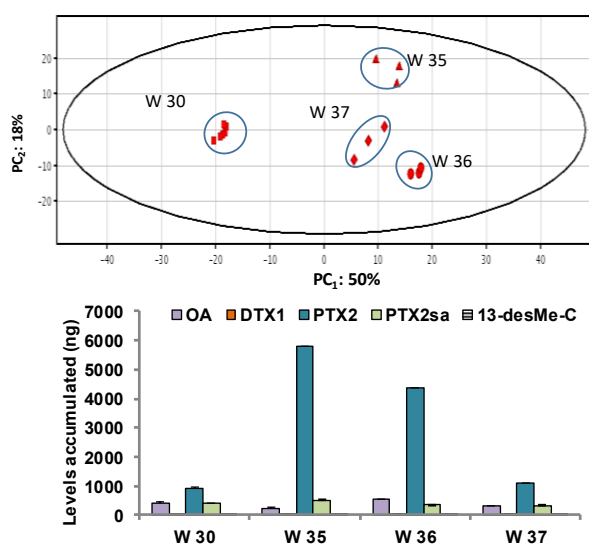 20
10
0
−10
−20
PC2: 18%
W 35
W 30
W 37
W 36
−40 −30 −20 −10 0 10 20 30 40
PC1: 50%
OA DTX1 PTX2 PTX2sa 13-desMe-C
Levels accumulated (ng)
7000
6000
5000
4000
3000
2000
1000
0
W 30 W 35 W 36 W 37